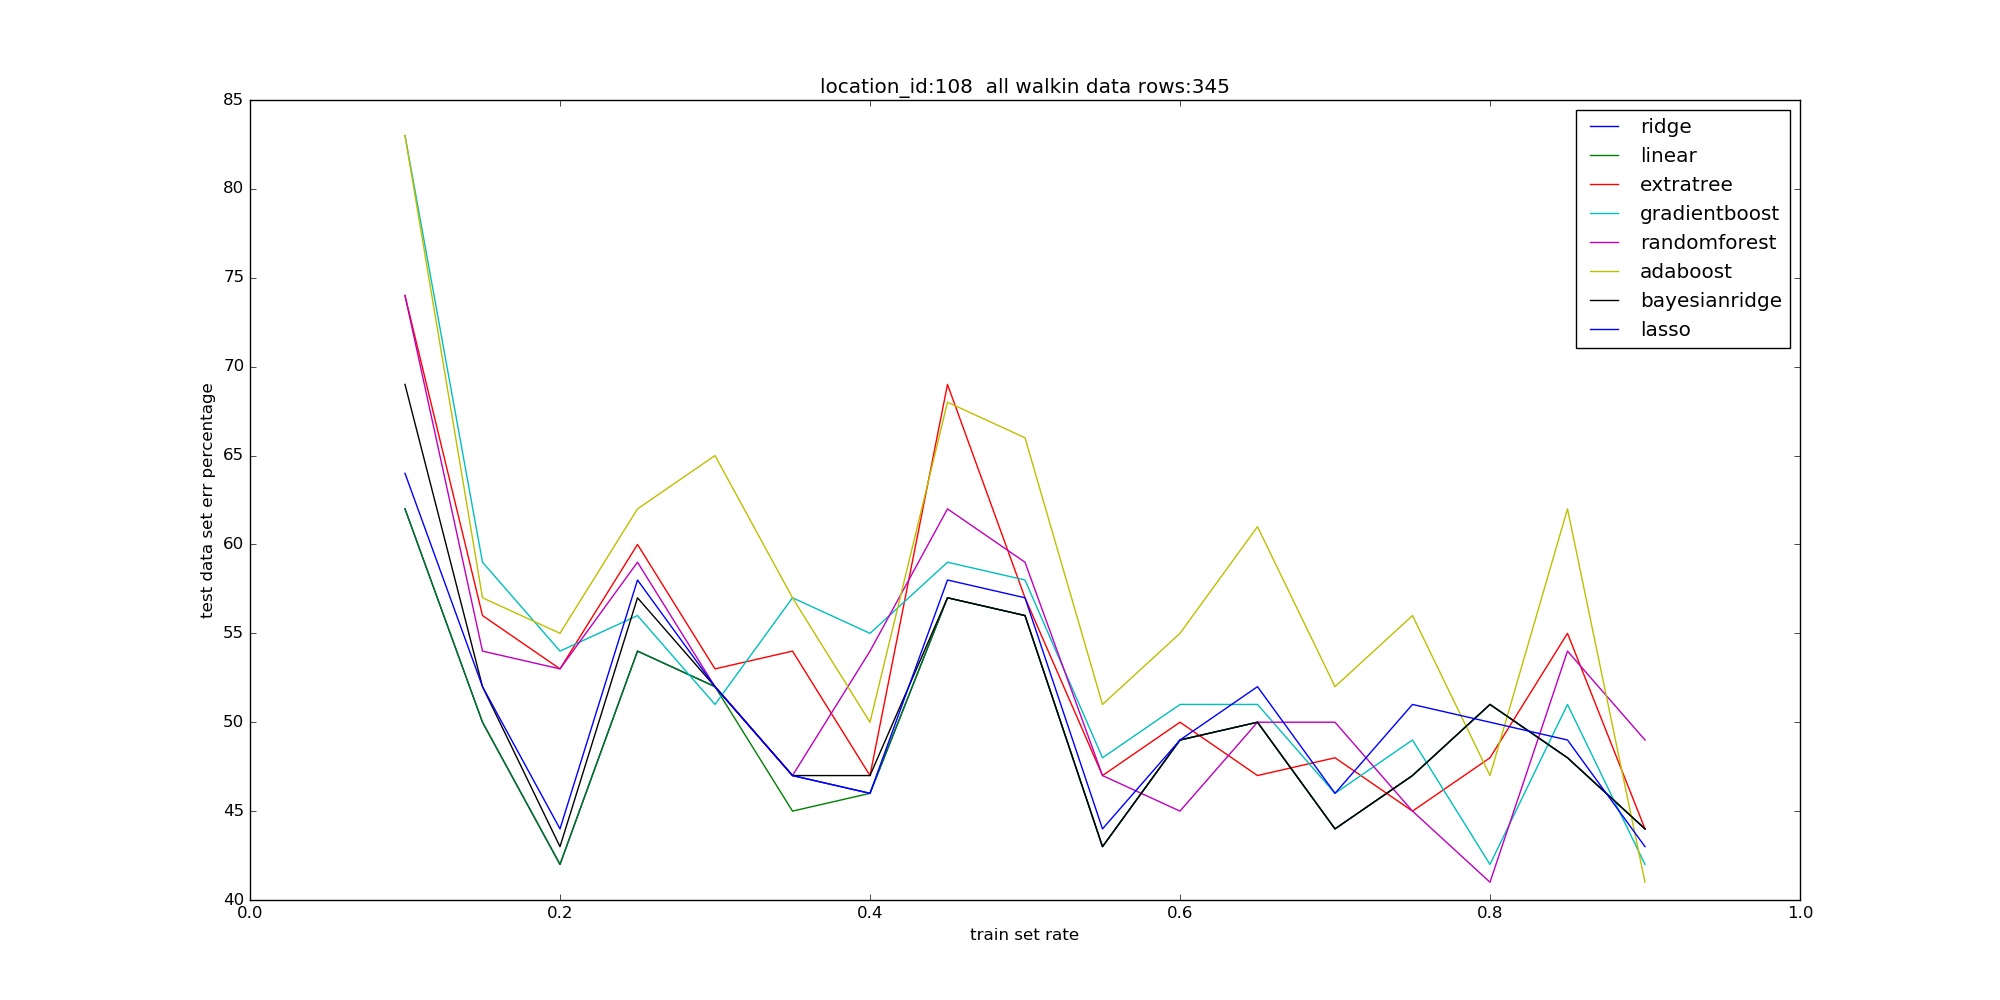 location_id:108  all walkin data rows:345
85
80
75
70
65
60
55
50
45
40
test data set err percentage
ridge
linear
extratree
gradientboost
randomforest
adaboost
bayesianridge
lasso
0.0 0.2 0.4 0.6 0.8 1.0
train set rate